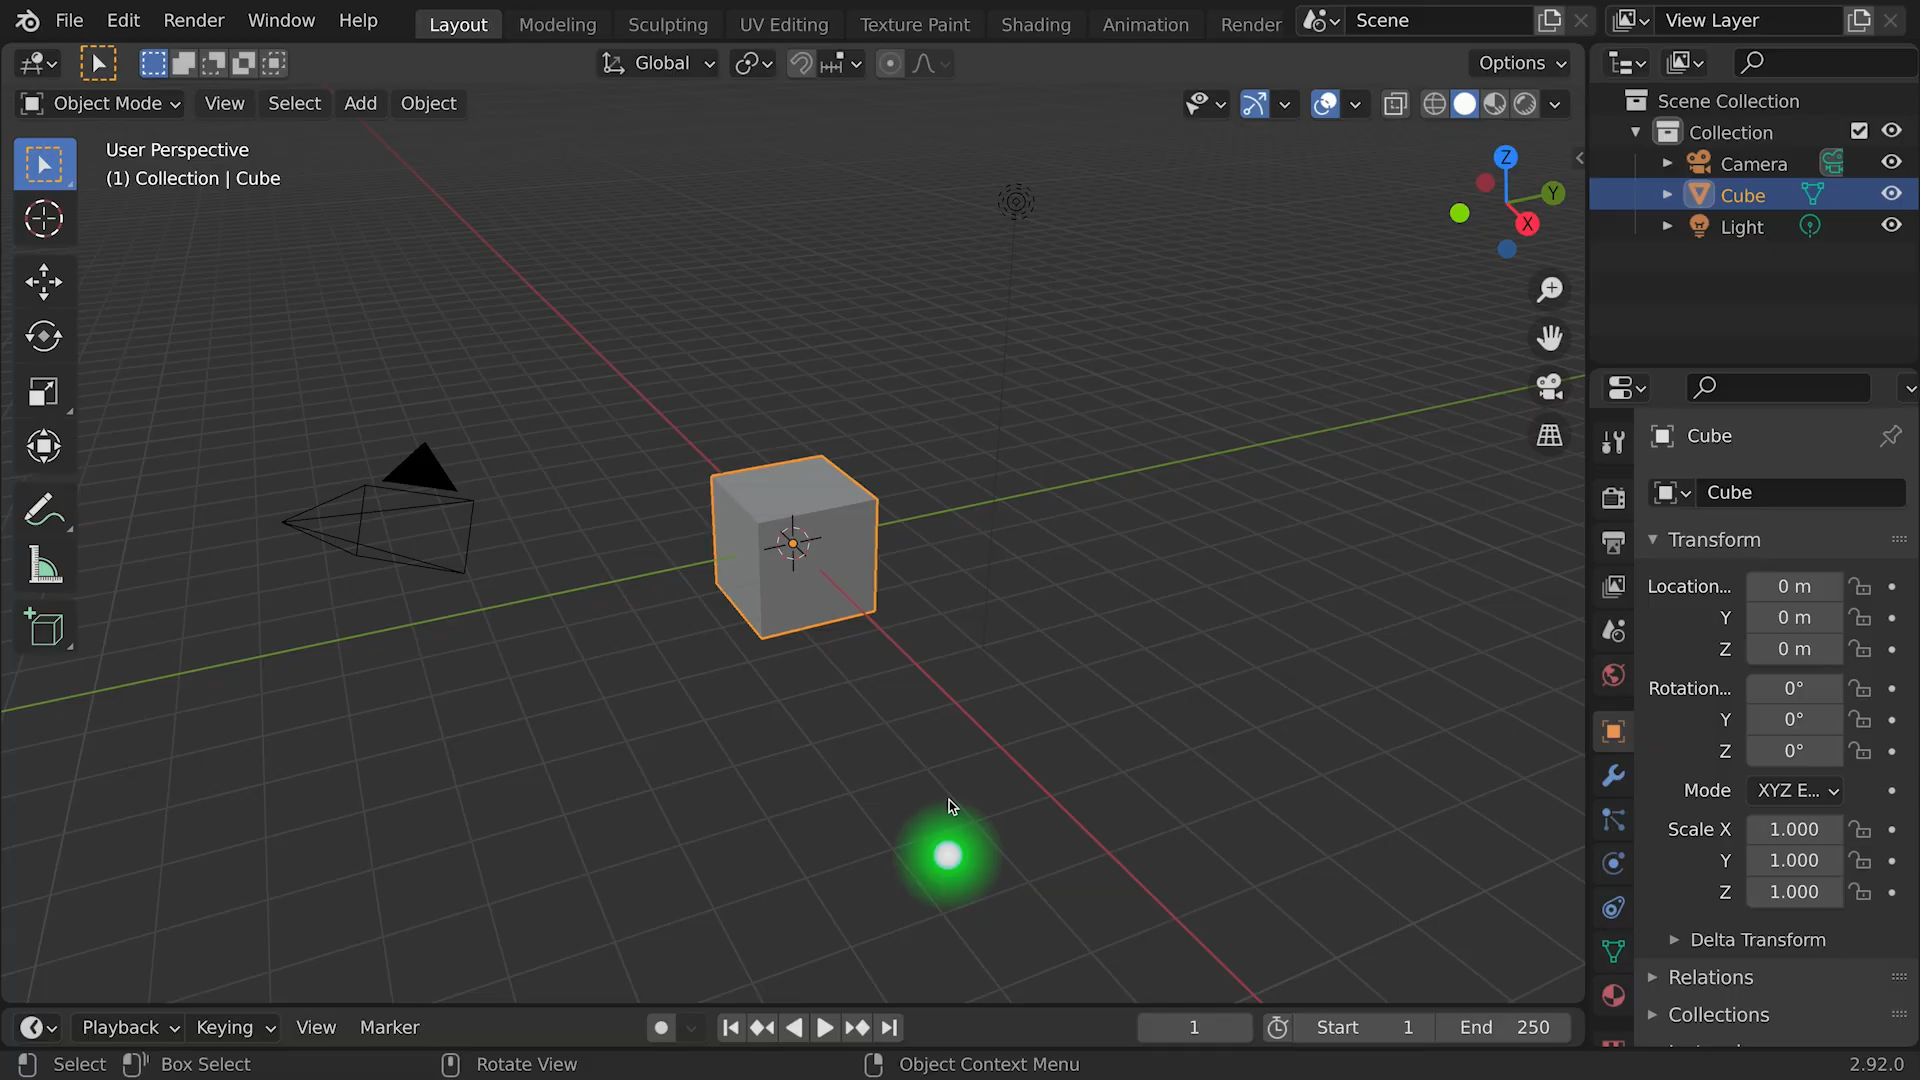 File Edit Render Window Help Layout Modeling Sculpting UV Editing Texture Paint Shading Animation Render Scene View Layer
Global Options
Object Mode View Select Add Object
User Perspective
(1) Collection | Cube
Z
Y
X
Scene Collection
Collection
Camera
Cube
Light
Cube
Cube
Transform
Location... 0 m
Y 0 m
Z 0 m
Rotation... 0°
Y 0°
Z 0°
Mode XYZ E...
Scale X 1.000
Y 1.000
Z 1.000
Delta Transform
Relations
Collections
Playback Keying View Marker 1 Start 1 End 250
Select Box Select Rotate View Object Context Menu 2.92.0